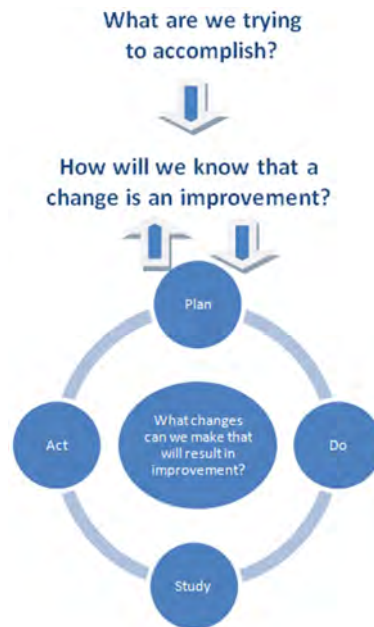 What are we trying
to accomplish?
How will we know that a
change is an improvement?
Plan
Act
What changes
can we make that
will result in
improvement?
Do
Study